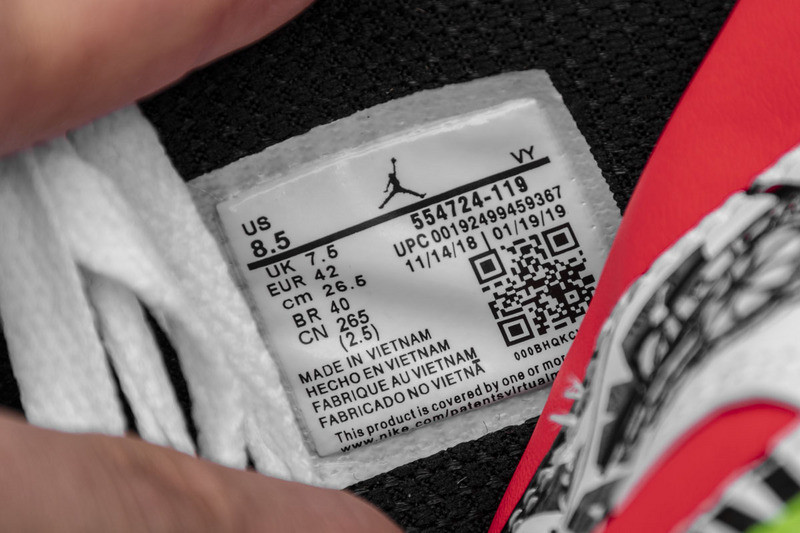 VY
US
8.5
554724-119
UPC 00192499459367
11/14/18 | 01/19/19
UK 7.5
EUR 42
cm 26.5
BR 40
CN 265
(2.5)
MADE IN VIETNAM
HECHO EN VIETNAM
FABRIQUE AU VIETNAM
FABRICADO NO VIETNÃ
000BHQKC
This product is covered by one or more
www.nike.com/patentsvirtualm